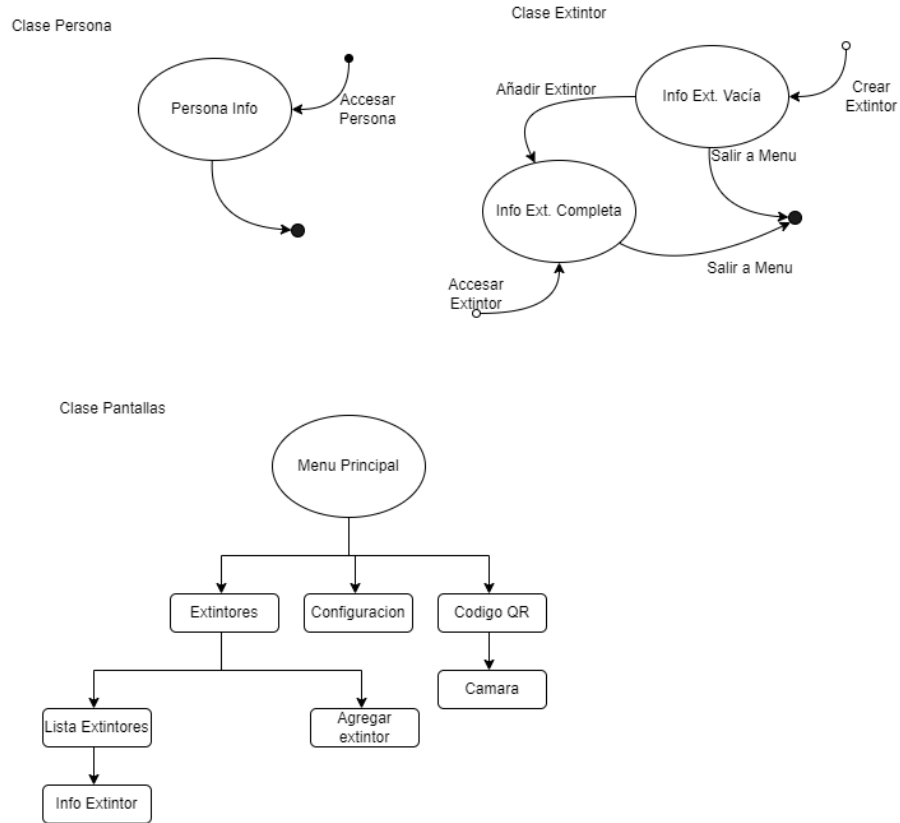 Clase Persona
Persona Info
Accesar
Persona
Clase Extintor
Info Ext. Vacía
Crear
Extintor
Añadir Extintor
Salir a Menu
Info Ext. Completa
Salir a Menu
Accesar
Extintor
Clase Pantallas
Menu Principal
Extintores
Configuracion
Codigo QR
Camara
Lista Extintores
Agregar
extintor
Info Extintor